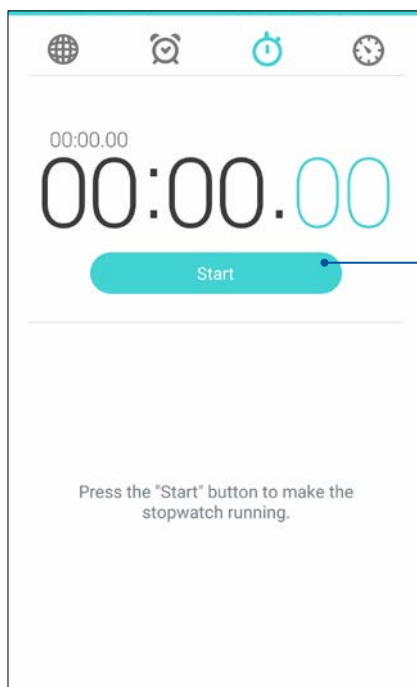 00:00.00
00:00.00
Start
Press the "Start" button to make the
stopwatch running.